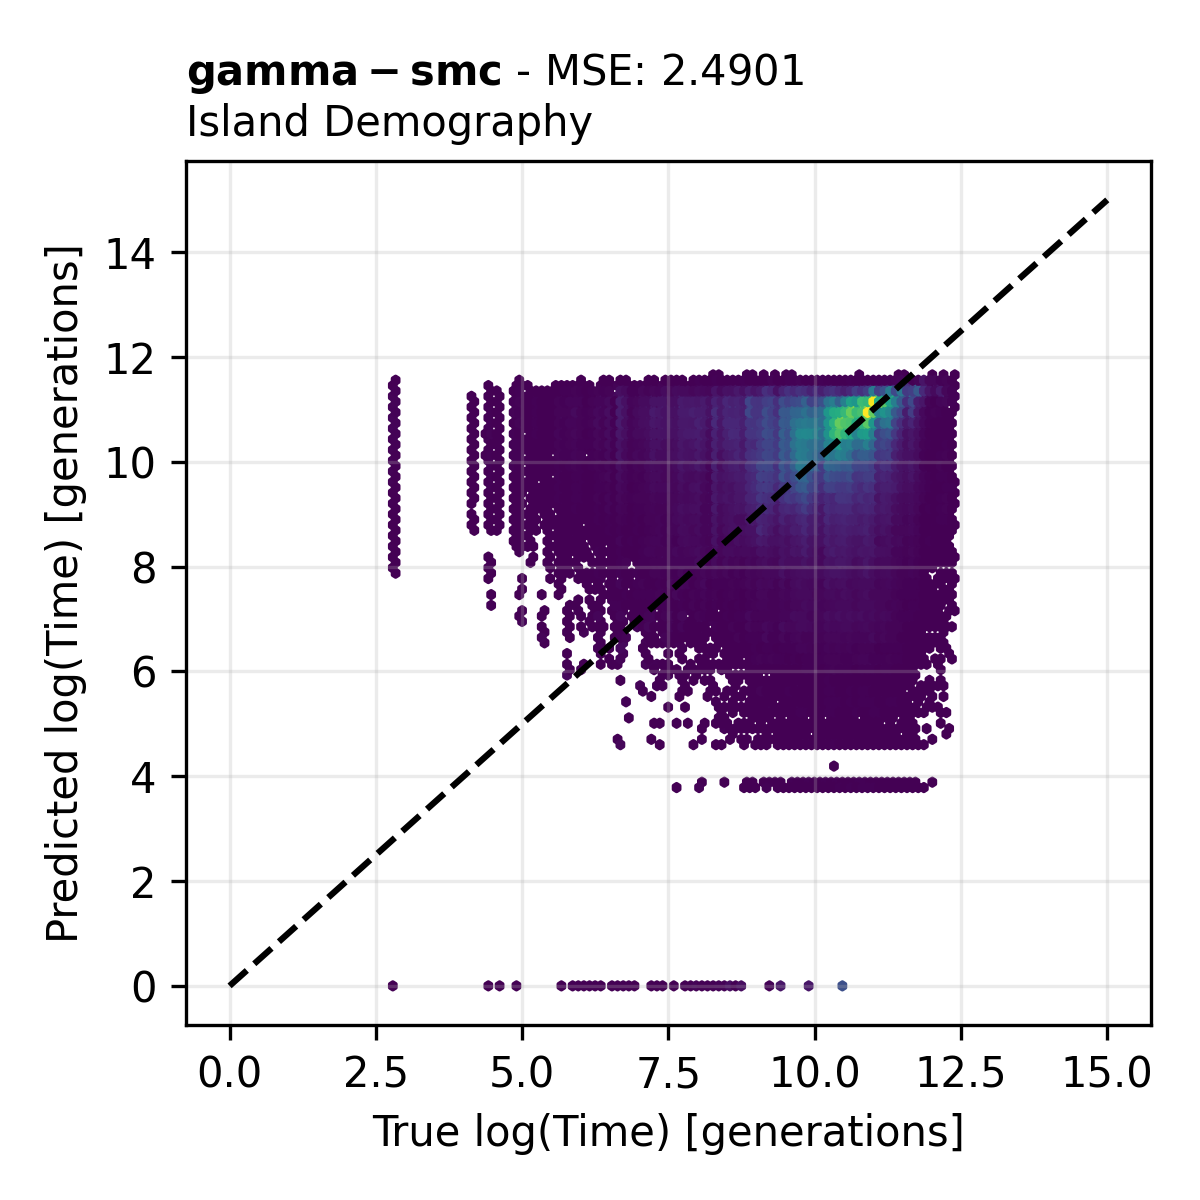 gamma − smc - MSE: 2.4901
Island Demography
Predicted log(Time) [generations]
14
12
10
8
6
4
2
0
0.0 2.5 5.0 7.5 10.0 12.5 15.0
True log(Time) [generations]